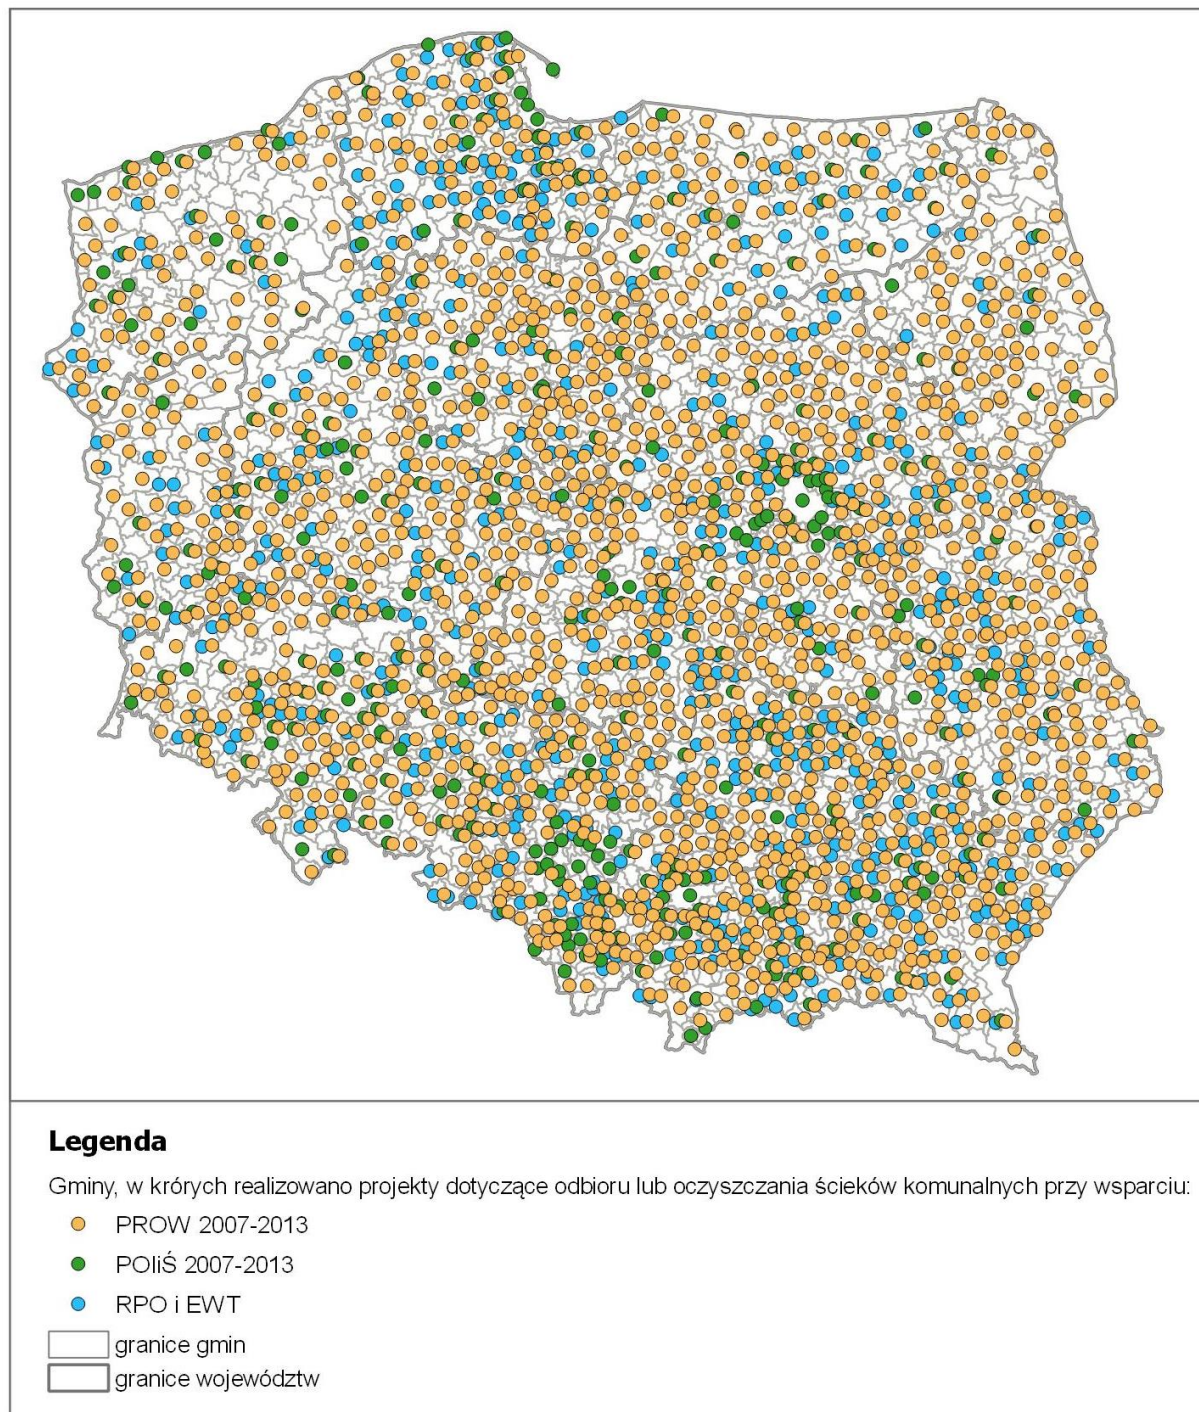 Legenda
Gminy, w krórych realizowano projekty dotyczące odbioru lub oczyszczania ścieków komunalnych przy wsparciu:
PROW 2007-2013
POIiŚ 2007-2013
RPO i EWT
granice gmin
granice województw